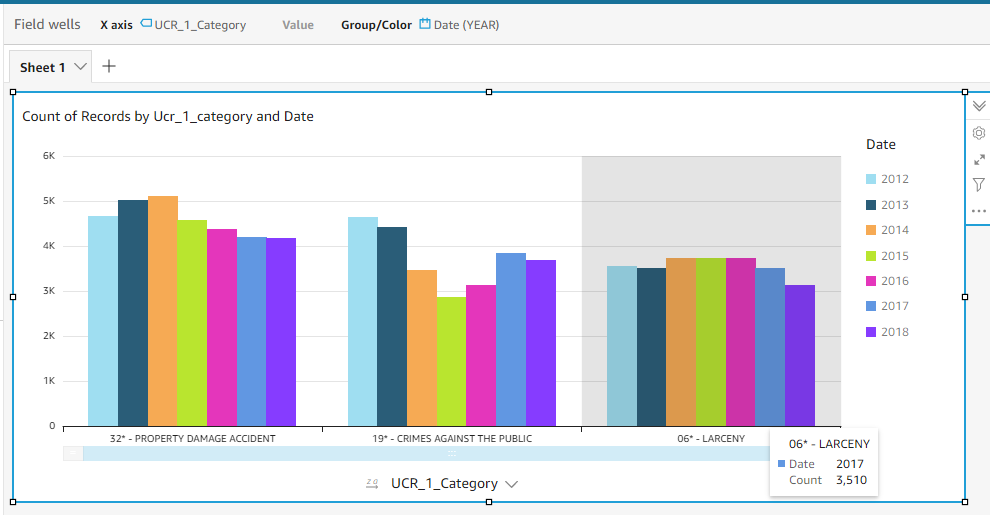 Field wells X axis UCR_1_Category Value Group/Color Date (YEAR)
Sheet 1
Count of Records by Ucr_1_category and Date
Date
2012
2013
2014
2015
2016
2017
2018
6K
5K
4K
3K
2K
1K
0
32* - PROPERTY DAMAGE ACCIDENT 19* - CRIMES AGAINST THE PUBLIC 06* - LARCENY
06* - LARCENY
Date 2017
Count 3,510
UCR_1_Category